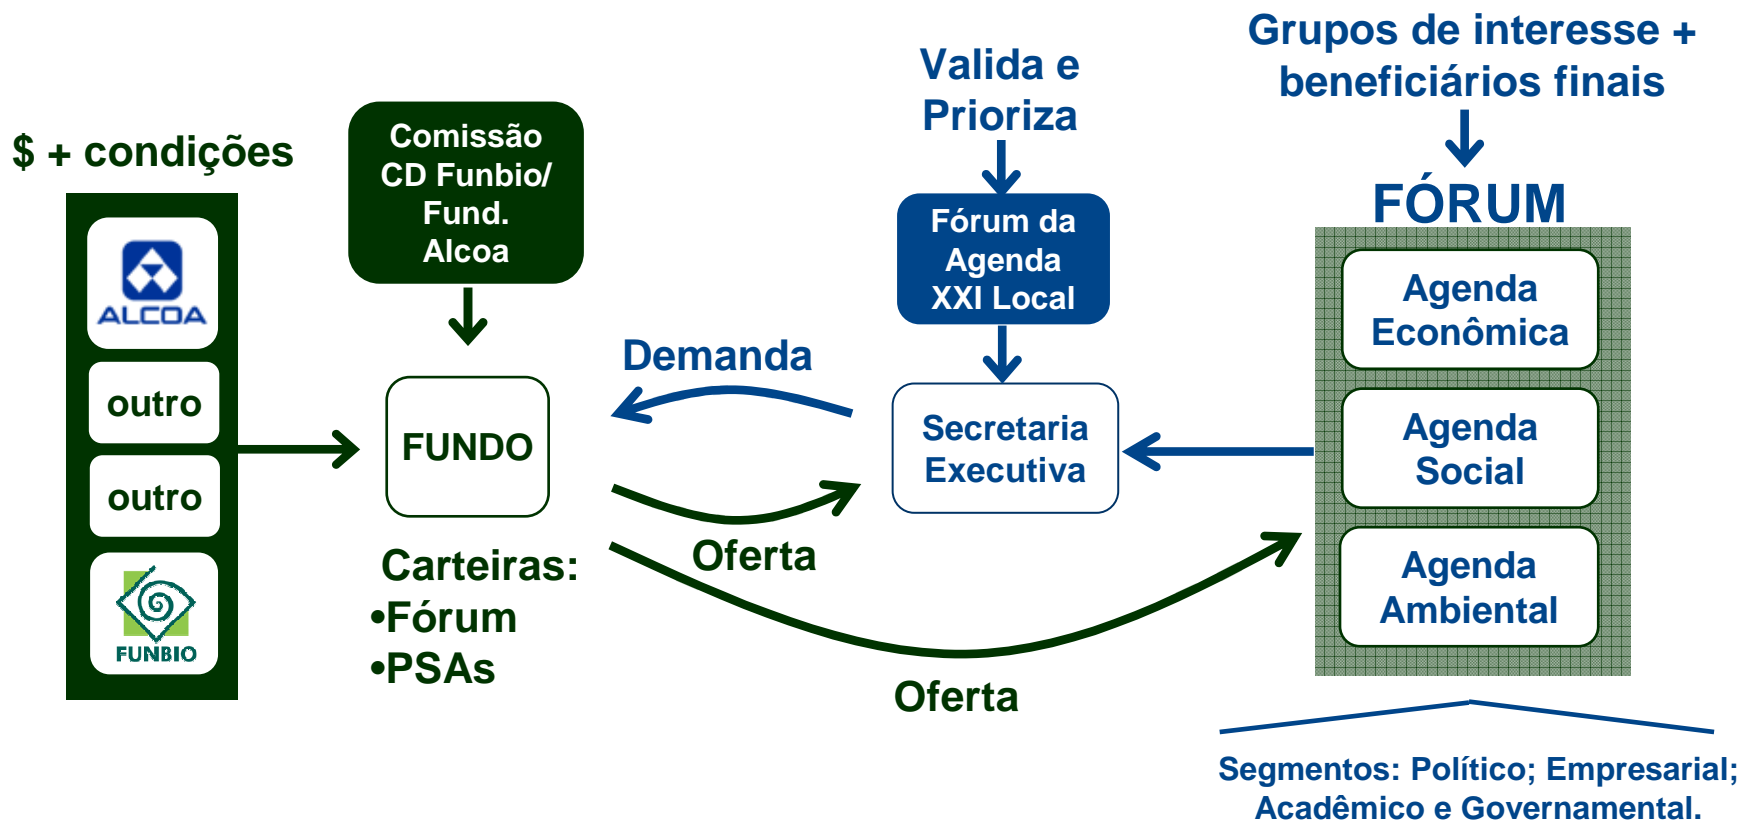 $ + condições
ALCOA
outro
outro
FUNBIO
Comissão
CD Funbio/
Fund.
Alcoa
FUNDO
Carteiras:
•Fórum
•PSAs
Demanda
Oferta
Oferta
Valida e
Prioriza
Fórum da
Agenda
XXI Local
Secretaria
Executiva
Grupos de interesse +
beneficiários finais
FÓRUM
Agenda
Econômica
Agenda
Social
Agenda
Ambiental
Segmentos: Político; Empresarial;
Acadêmico e Governamental.